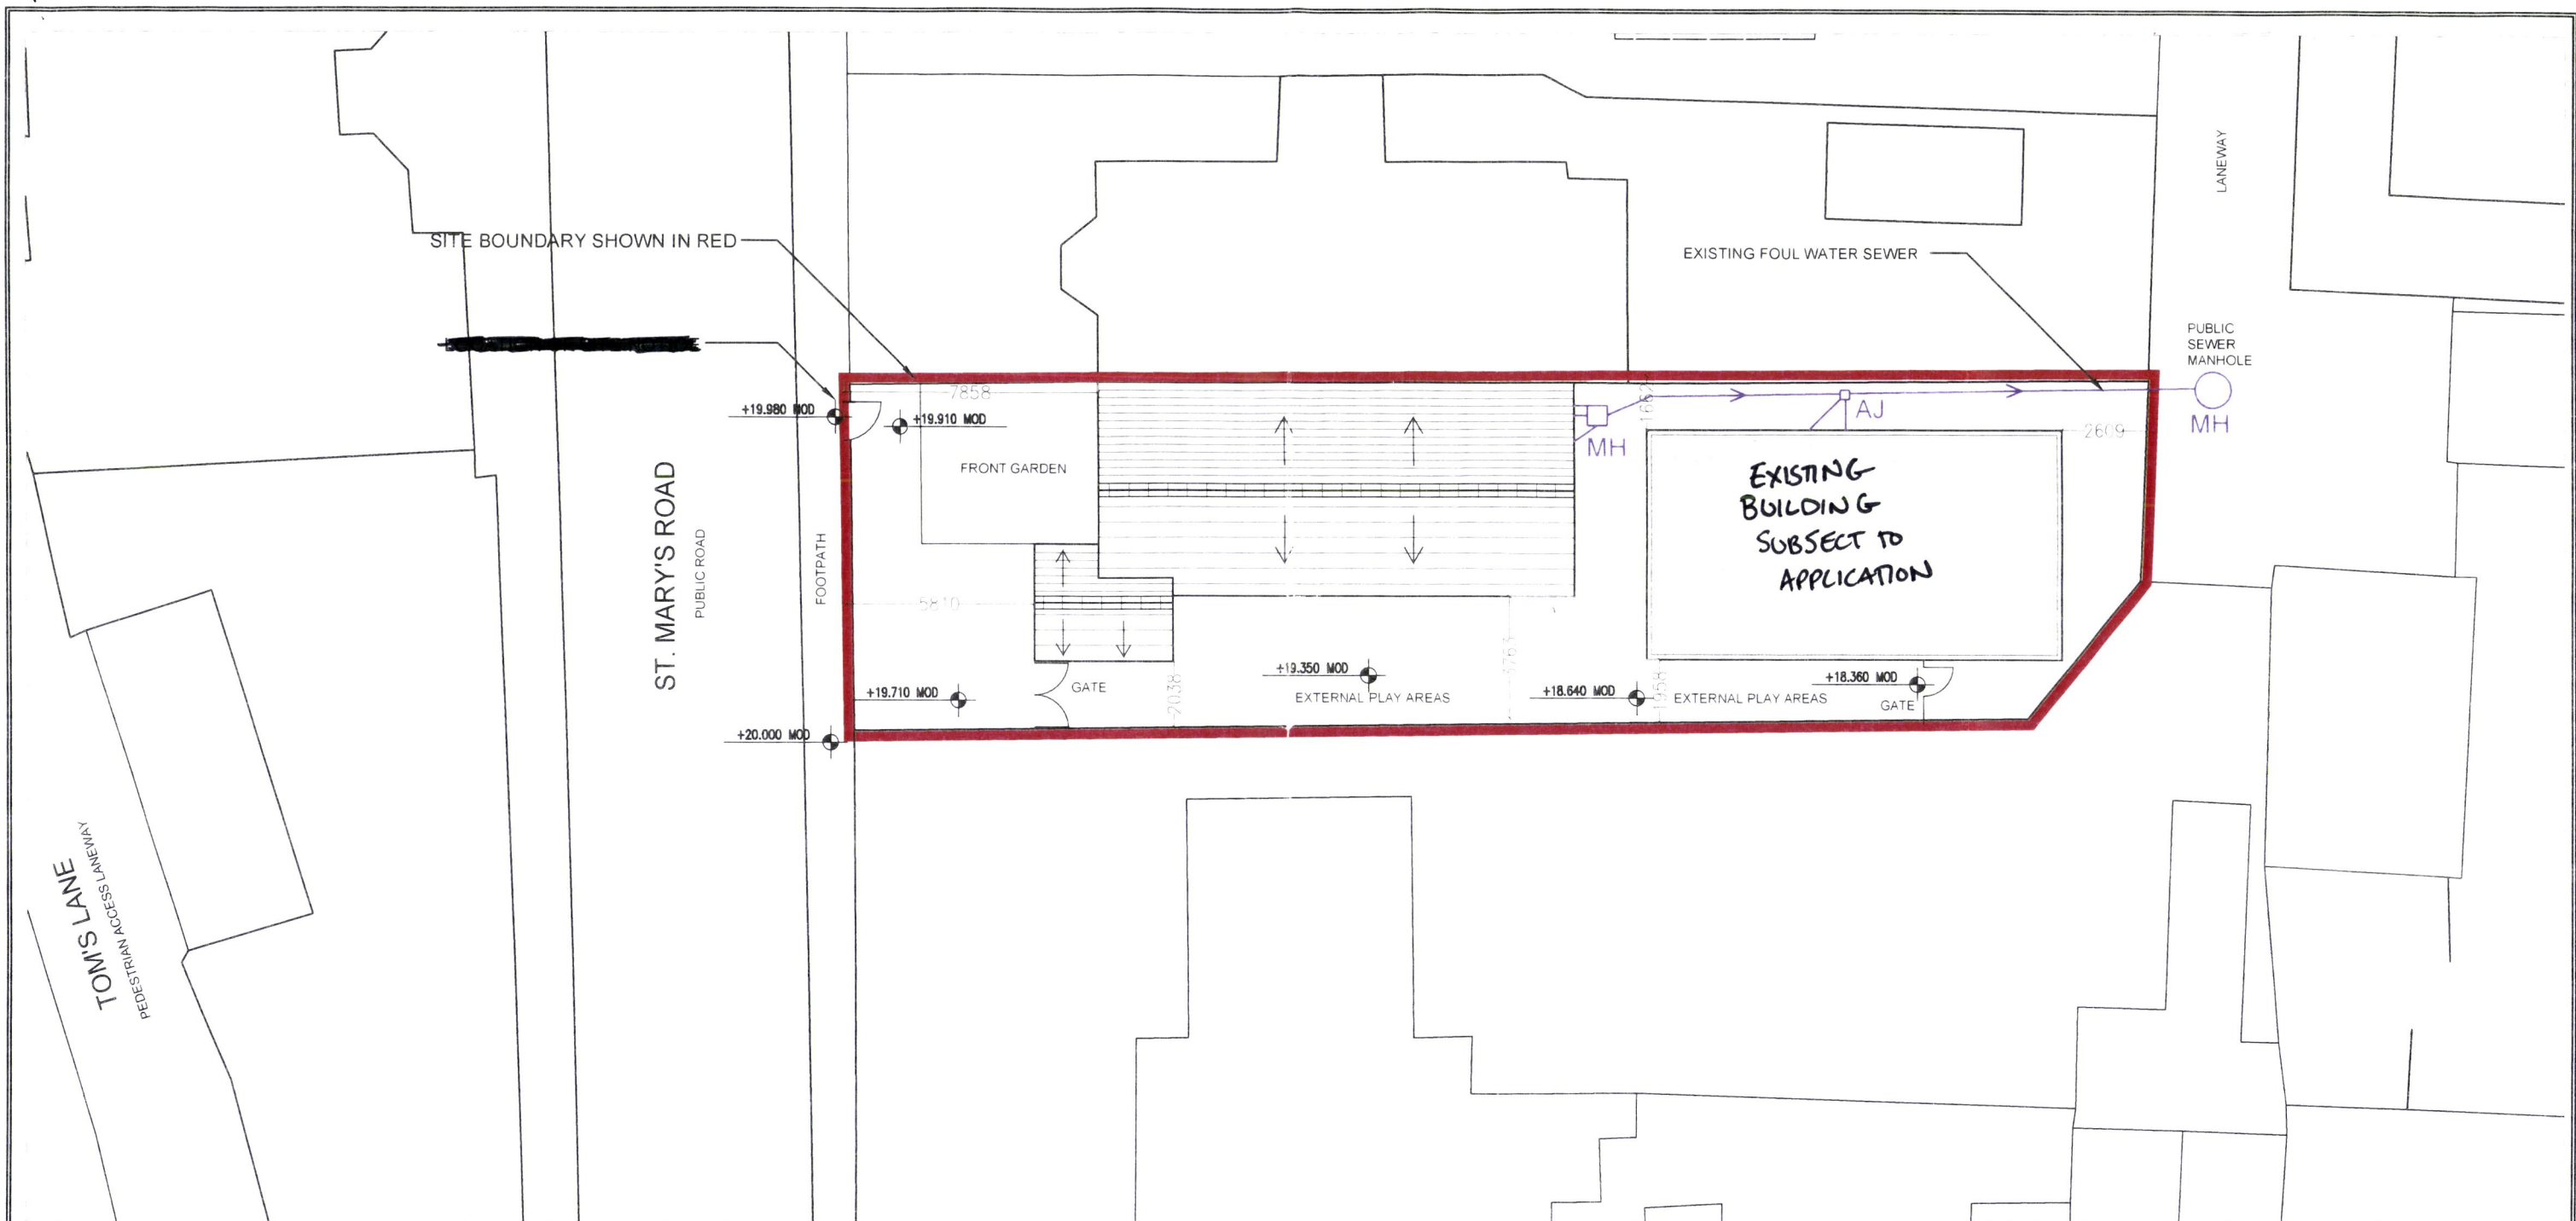 LANEWAY
SITE BOUNDARY SHOWN IN RED
EXISTING FOUL WATER SEWER
PUBLIC
SEWER
MANHOLE
7858
1662
+19.980 MOD
+19.910 MOD
AJ
MH
MH
2609
FRONT GARDEN
EXISTING
BUILDING
SUBSECT TO
APPLICATION
ST. MARY'S ROAD
PUBLIC ROAD
FOOTPATH
5810
3763
+19.350 MOD
+18.360 MOD
+19.710 MOD
GATE
2038
EXTERNAL PLAY AREAS
+18.640 MOD
1958
EXTERNAL PLAY AREAS
GATE
+20.000 MOD
TOM'S LANE
PEDESTRIAN ACCESS LANEWAY